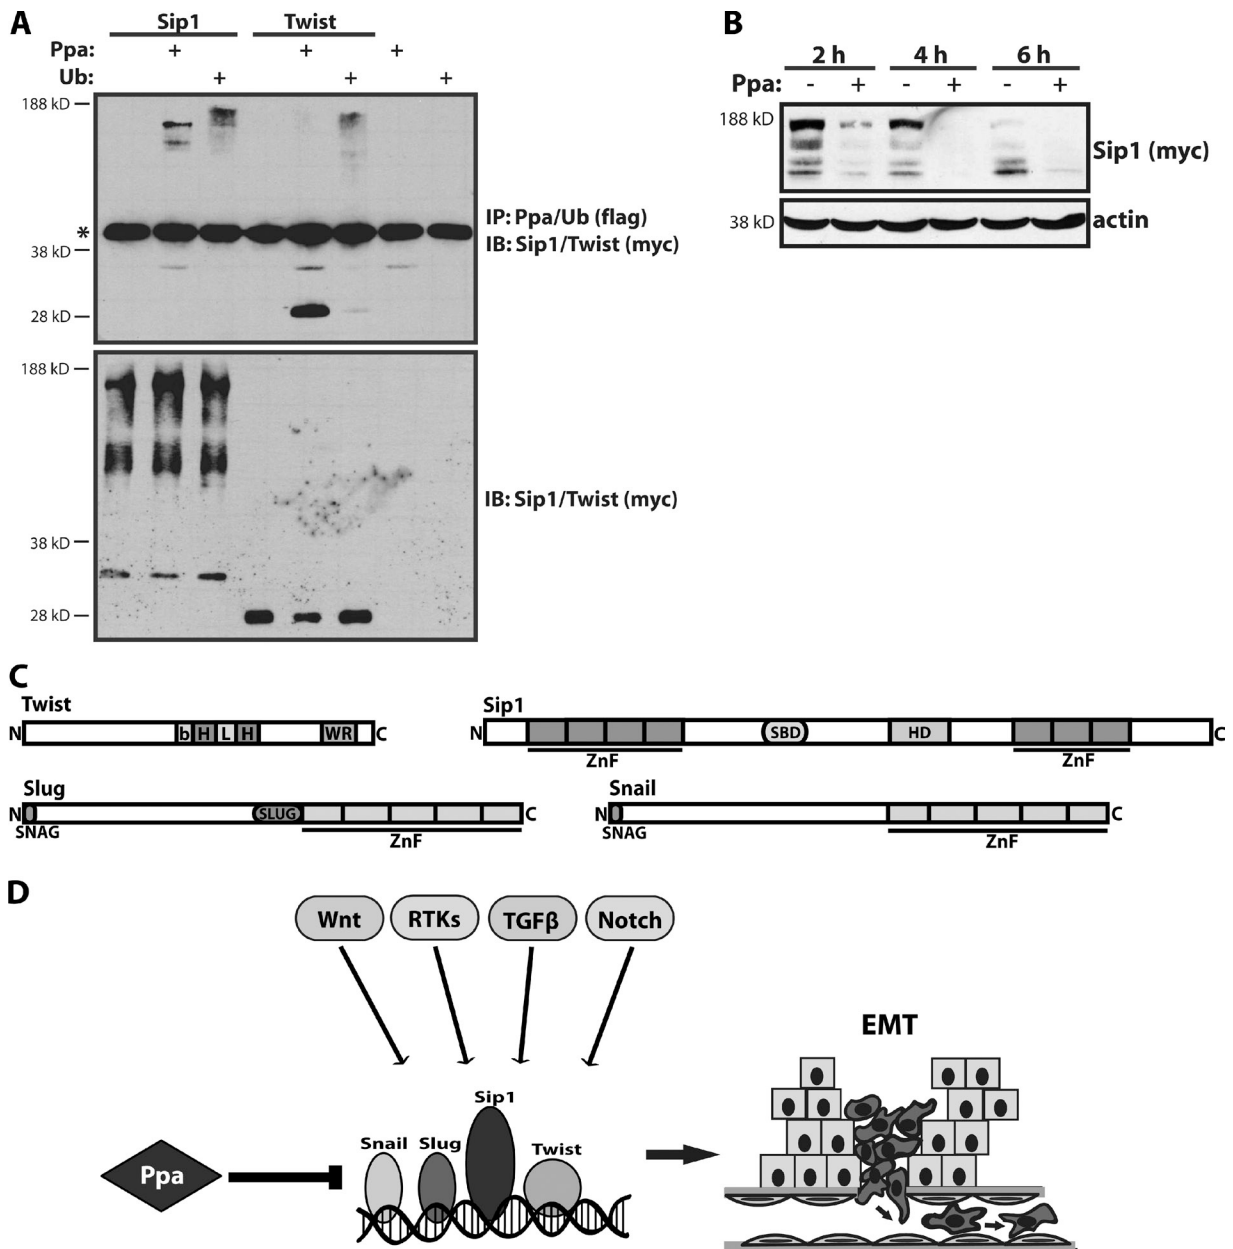 A
Sip1 Twist
Ppa: + + +
Ub: + + +
188 kD
*
38 kD
28 kD
IP: Ppa/Ub (flag)
IB: Sip1/Twist (myc)
188 kD
38 kD
28 kD
IB: Sip1/Twist (myc)
B
2 h 4 h 6 h
Ppa: - + - + - +
188 kD
Sip1 (myc)
38 kD
actin
C
Twist
N b H L H WR C
Sip1
N SBD HD C
ZnF ZnF
Slug
N SLUG C
SNAG ZnF
Snail
N C
SNAG ZnF
D
Wnt RTKs TGFβ Notch
EMT
Sip1
Snail Slug Twist
Ppa